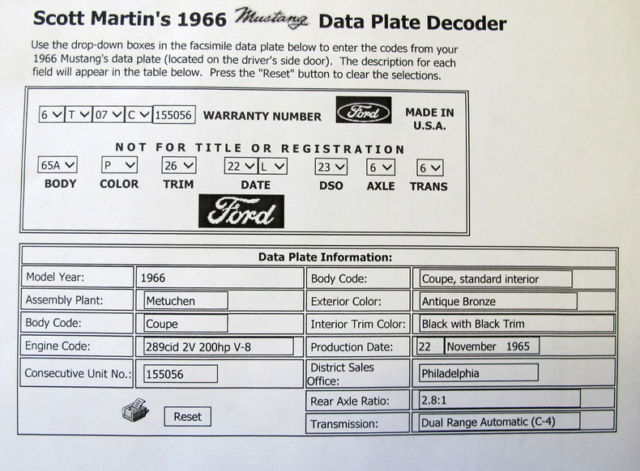 Scott Martin's 1966 Mustang Data Plate Decoder
Use the drop-down boxes in the facsimile data plate below to enter the codes from your
1966 Mustang's data plate (located on the driver's side door). The description for each
field will appear in the table below. Press the "Reset" button to clear the selections.
6 T 07 C 155056 WARRANTY NUMBER Ford MADE IN
U.S.A.
NOT FOR TITLE OR REGISTRATION
65A P 26 22 L 23 6 6
BODY COLOR TRIM DATE DSO AXLE TRANS
Ford
Data Plate Information:
Model Year: 1966 Body Code: Coupe, standard interior
Assembly Plant: Metuchen Exterior Color: Antique Bronze
Body Code: Coupe Interior Trim Color: Black with Black Trim
Engine Code: 289cid 2V 200hp V-8 Production Date: 22 November 1965
Consecutive Unit No.: 155056 District Sales
Office: Philadelphia
Rear Axle Ratio: 2.8:1
Reset Transmission: Dual Range Automatic (C-4)